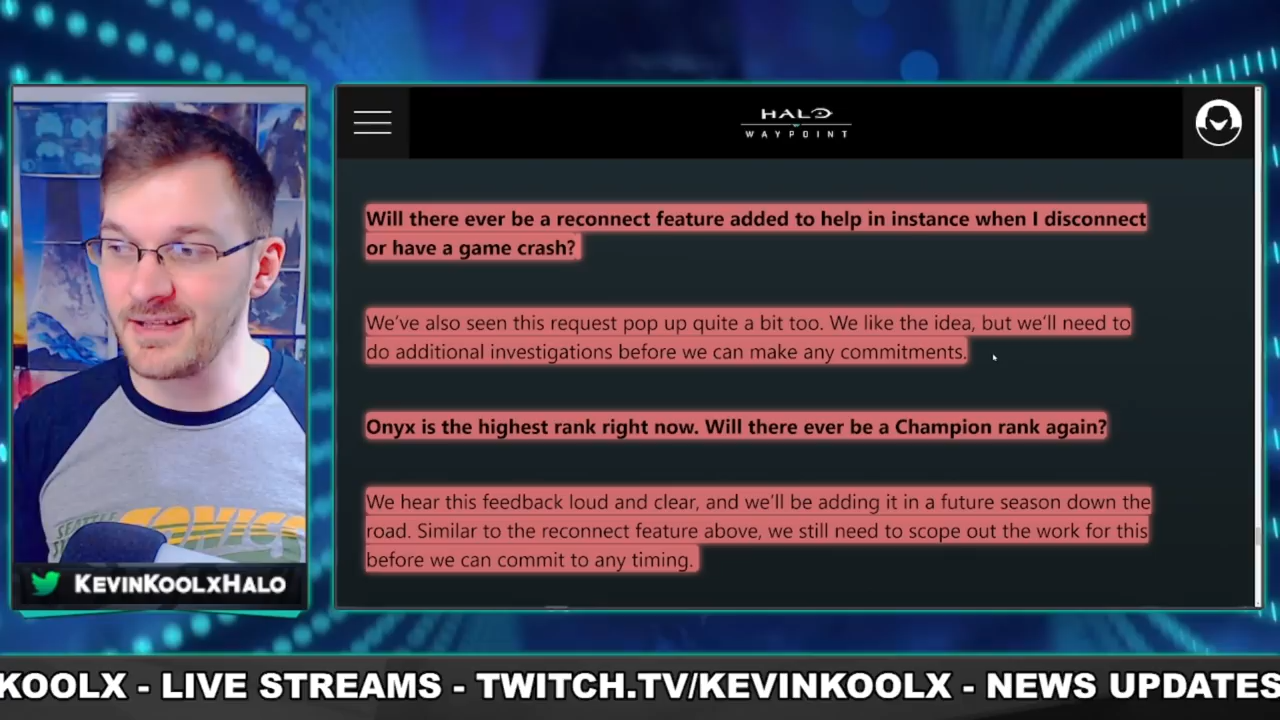 HALO
WAYPOINT
Will there ever be a reconnect feature added to help in instance when I disconnect
or have a game crash?
We've also seen this request pop up quite a bit too. We like the idea, but we'll need to
do additional investigations before we can make any commitments.
Onyx is the highest rank right now. Will there ever be a Champion rank again?
We hear this feedback loud and clear, and we'll be adding it in a future season down the
road. Similar to the reconnect feature above, we still need to scope out the work for this
before we can commit to any timing.
SEATTLE
SONICS
KEVINKOOLXHALO
KOOLX - LIVE STREAMS - TWITCH.TV/KEVINKOOLX - NEWS UPDATES